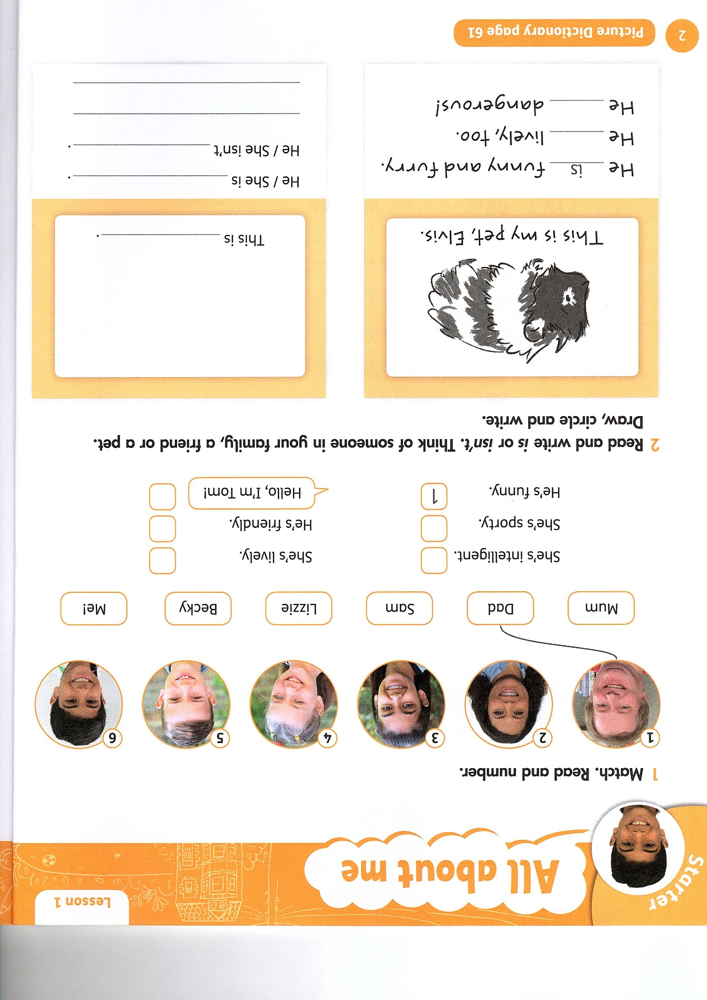 Starter
All about me
Lesson 1
1 Match. Read and number.
1 2 3 4 5 6
Mum Dad Sam Lizzie Becky Me!
She's intelligent.
She's sporty.
He's funny. 1
She's lively.
He's friendly.
Hello, I'm Tom!
2 Read and write is or isn't. Think of someone in your family, a friend or a pet.
Draw, circle and write.
This is my pet, Elvis.
He is funny and furry.
He ______ lively, too.
He ______ dangerous!
This is ______.
He / She is ______.
He / She isn't ______.
2 Picture Dictionary page 61